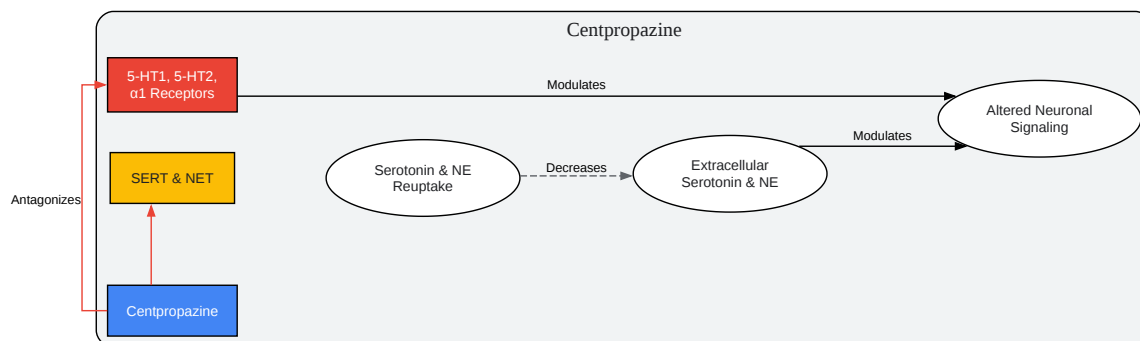 Centpropazine
5-HT1, 5-HT2,
α1 Receptors
Modulates
Altered Neuronal
Signaling
Modulates
SERT & NET
Serotonin & NE
Reuptake
Decreases
Extracellular
Serotonin & NE
Antagonizes
Centpropazine